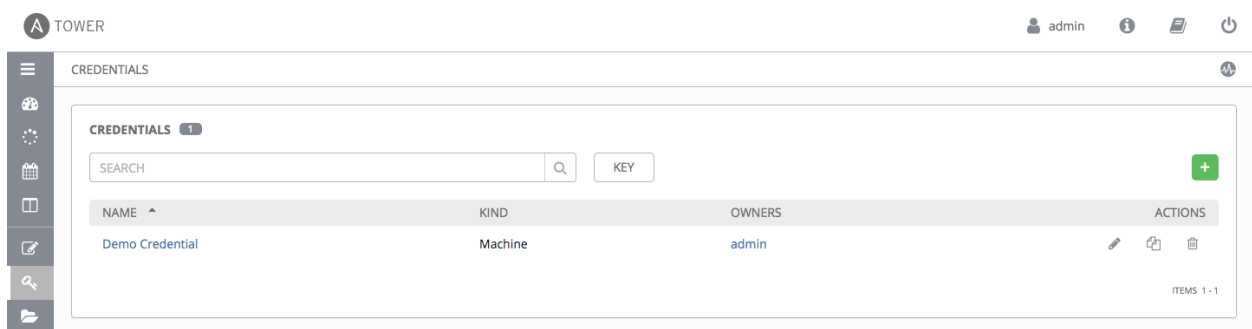 A TOWER admin
CREDENTIALS
CREDENTIALS 1
SEARCH KEY +
NAME KIND OWNERS ACTIONS
Demo Credential Machine admin
ITEMS 1 - 1